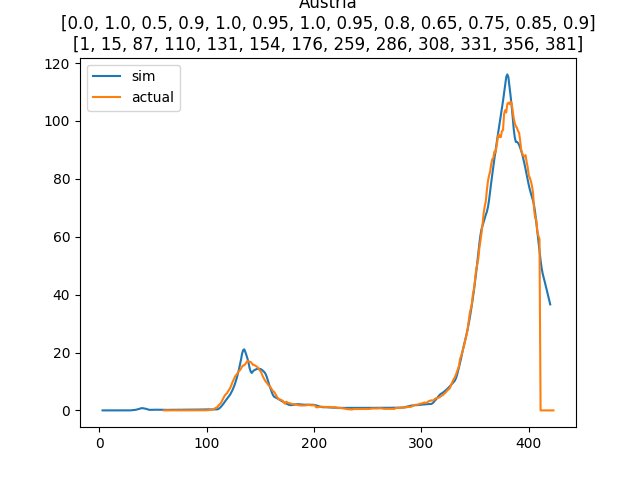 Austria
[0.0, 1.0, 0.5, 0.9, 1.0, 0.95, 1.0, 0.95, 0.8, 0.65, 0.75, 0.85, 0.9]
[1, 15, 87, 110, 131, 154, 176, 259, 286, 308, 331, 356, 381]
120
100
80
60
40
20
0
sim
actual
0 100 200 300 400